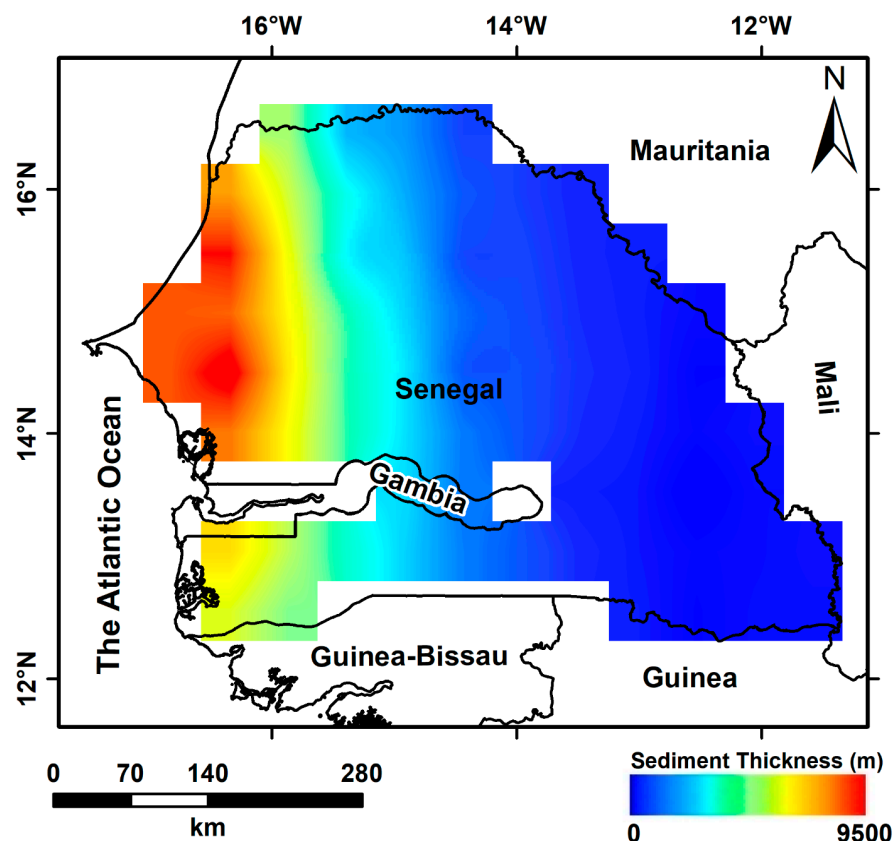 16°W 14°W 12°W
N
Mauritania
16°N
Mali
Senegal
14°N
The Atlantic Ocean
Gambia
Guinea-Bissau
Guinea
12°N
Sediment Thickness (m)
0 70 140 280
km
0 9500